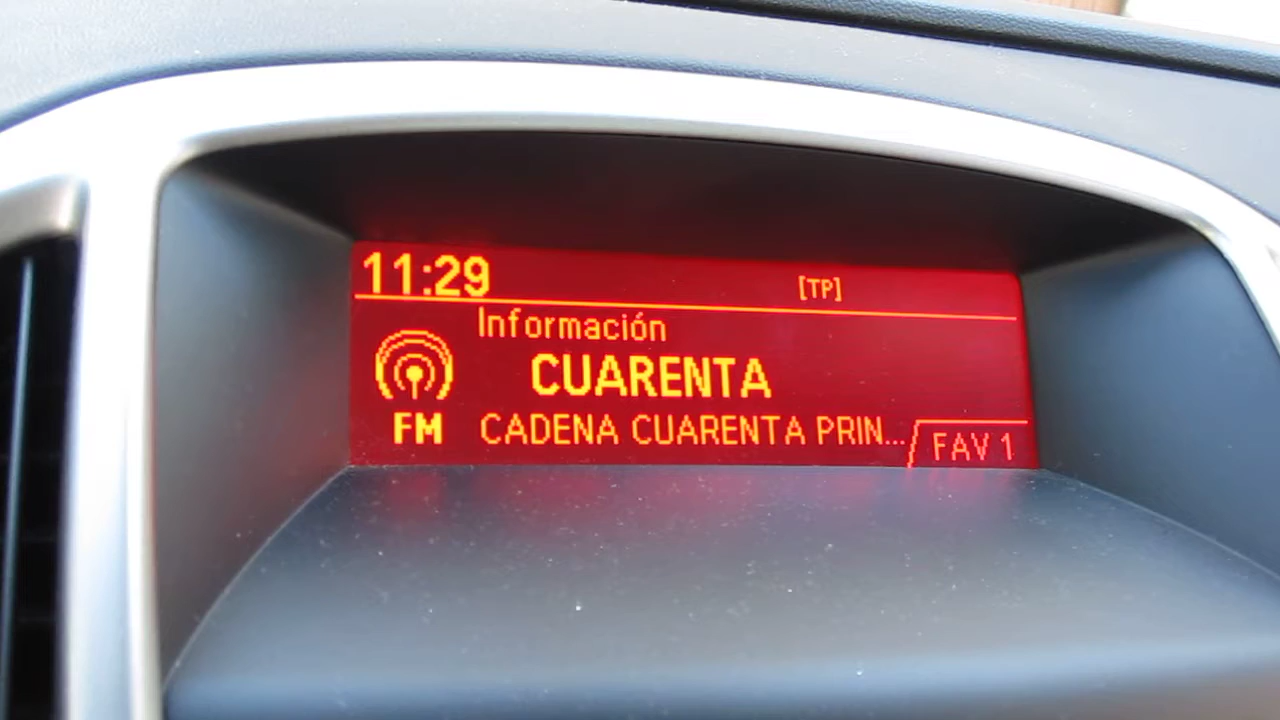 11:29 [TP]
Información
CUARENTA
FM CADENA CUARENTA PRIN...
FAV 1